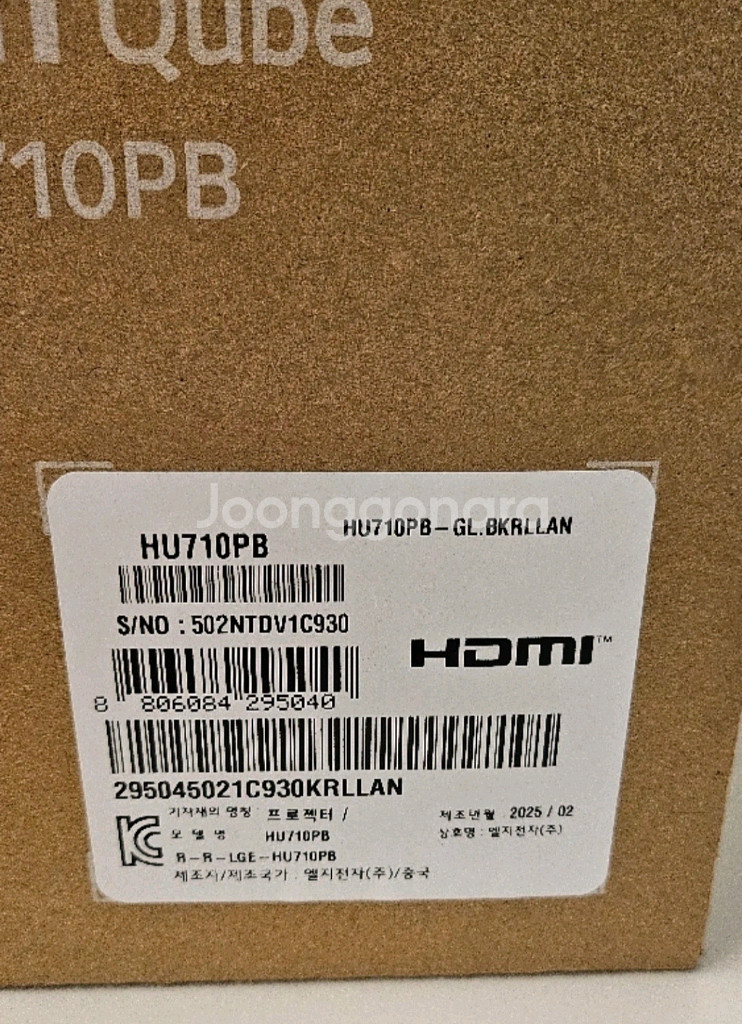 Qube
710PB
Joonggonara
HU710PB-GL.BKRLLAN
HU710PB
S/NO : 502NTDV1C930
HDMI™
8 806084 295040
295045021C930KRLLAN
기자재의 명칭 : 프로젝터 /
제조년월 : 2025 / 02
모 델 명 HU710PB
상호명 : 엘지전자(주)
R-R-LGE-HU710PB
제조자/제조국가 : 엘지전자(주)/중국